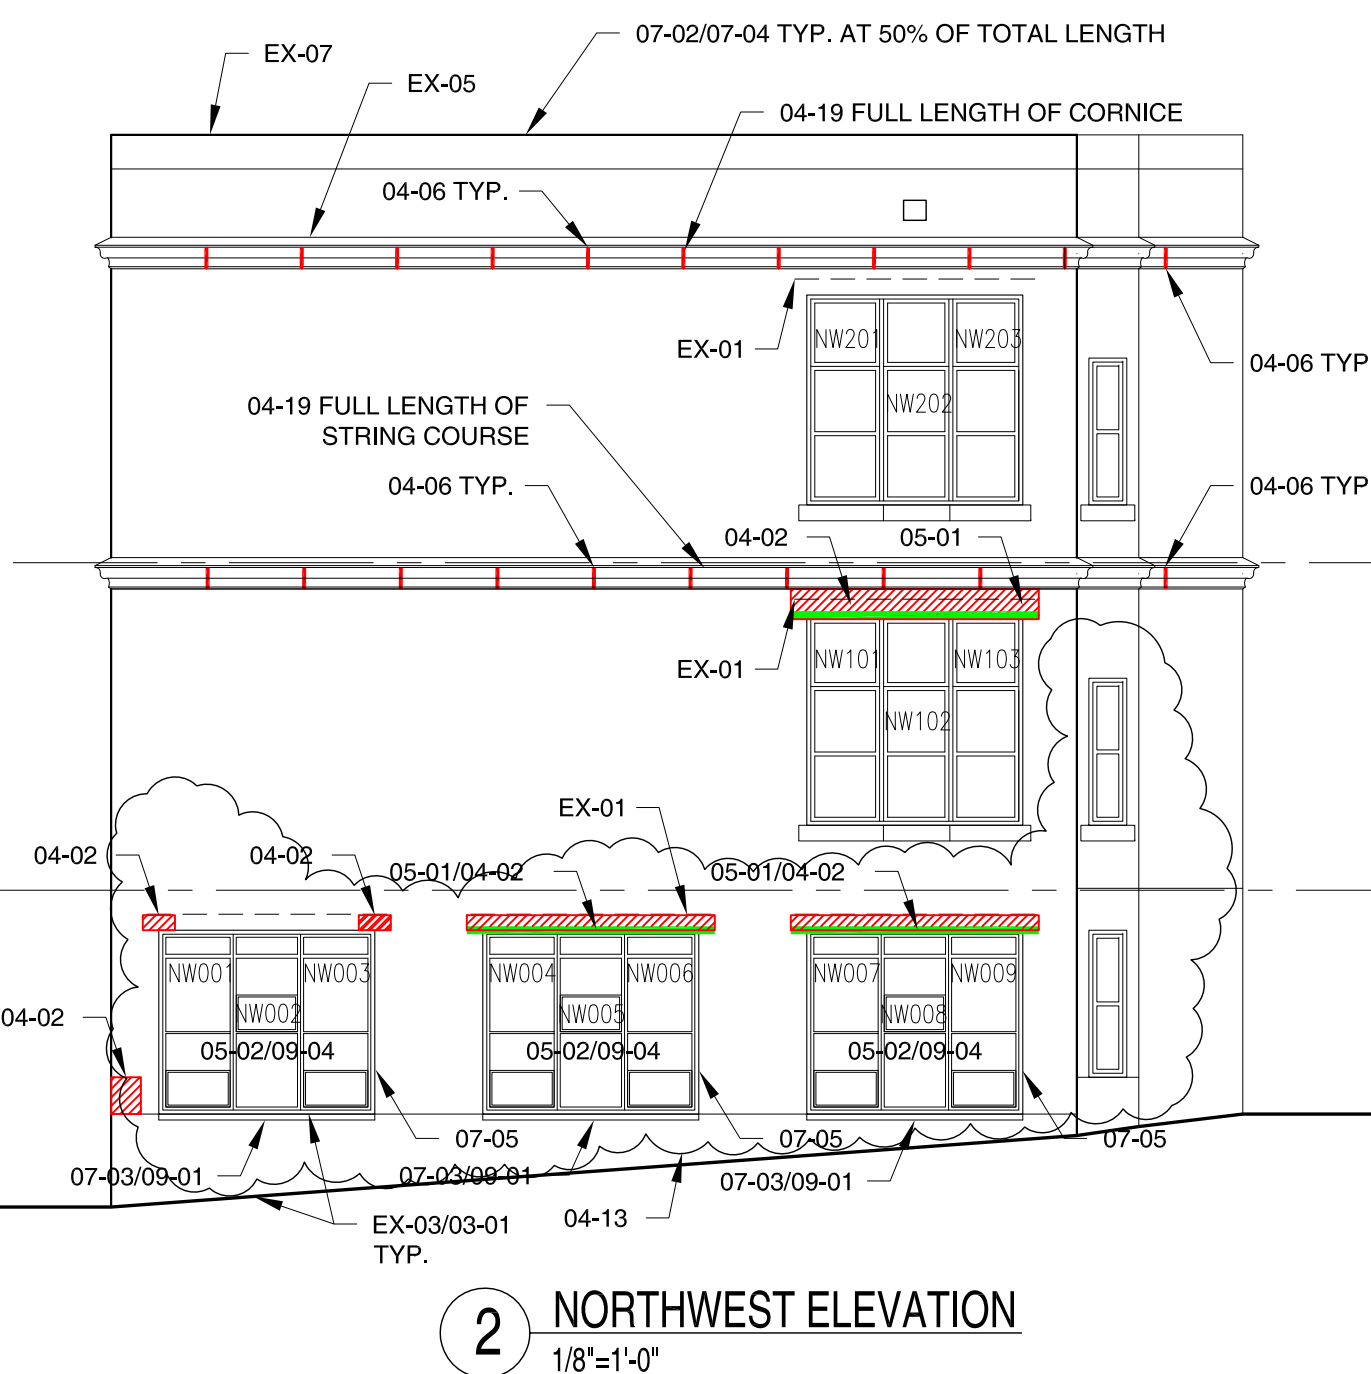 07-02/07-04 TYP. AT 50% OF TOTAL LENGTH
EX-07
EX-05
04-19 FULL LENGTH OF CORNICE
04-06 TYP.
EX-01
NW201
NW203
04-06 TYP
NW202
04-19 FULL LENGTH OF
STRING COURSE
04-06 TYP.
04-06 TYP
04-02
05-01
EX-01
NW101
NW103
NW102
EX-01
04-02
04-02
05-01/04-02
05-01/04-02
NW001
NW003
NW004
NW006
NW007
NW009
04-02
NW002
NW005
NW008
05-02/09-04
05-02/09-04
05-02/09-04
07-05
07-05
07-05
07-03/09-01
07-03/09-01
07-03/09-01
EX-03/03-01
TYP.
04-13
2
NORTHWEST ELEVATION
1/8"=1'-0"